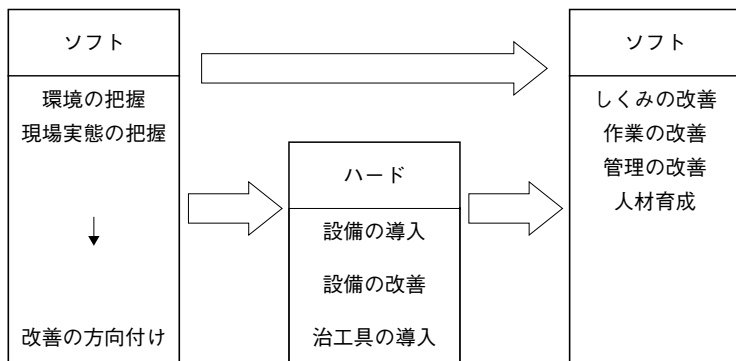 ソフト
環境の把握
現場実態の把握
改善の方向付け
ハード
設備の導入
設備の改善
治工具の導入
ソフト
しくみの改善
作業の改善
管理の改善
人材育成